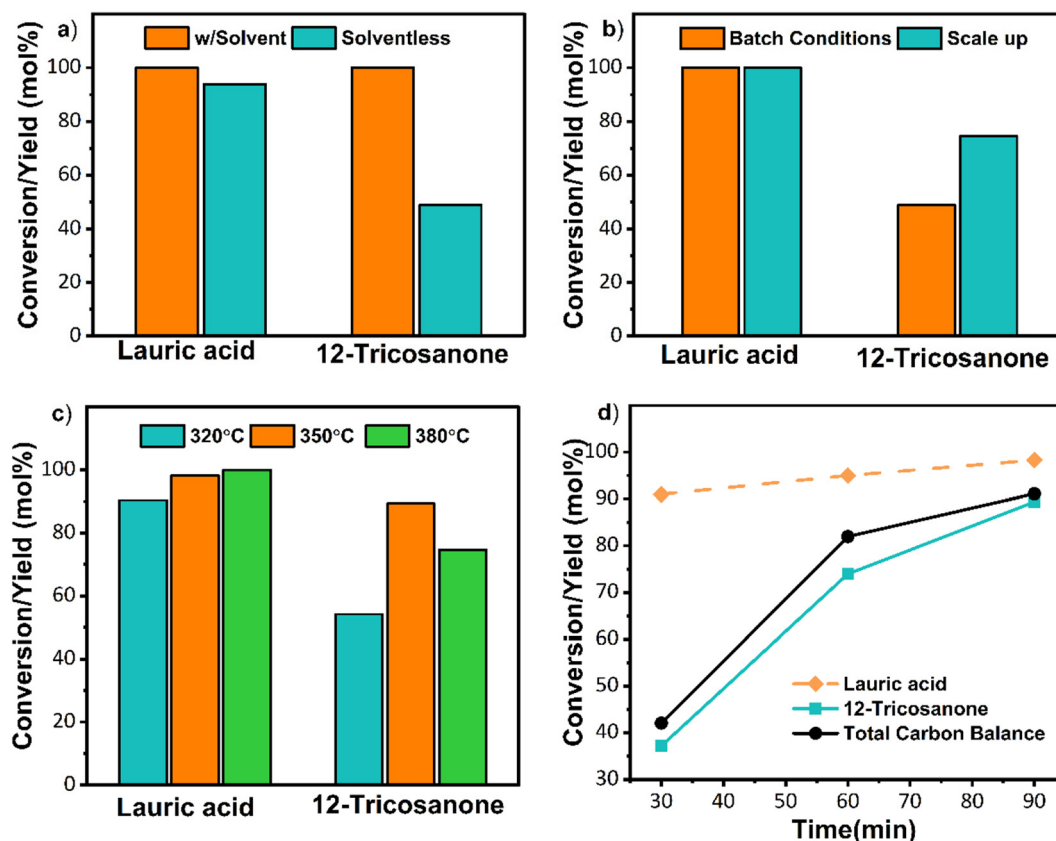 a)
w/Solvent Solventless
Conversion/Yield (mol%)
100
80
60
40
20
0
Lauric acid 12-Tricosanone
b)
Batch Conditions Scale up
Conversion/Yield (mol%)
100
80
60
40
20
0
Lauric acid 12-Tricosanone
c)
320°C 350°C 380°C
Conversion/Yield (mol%)
100
80
60
40
20
0
Lauric acid 12-Tricosanone
d)
Conversion/Yield (mol%)
100
90
80
70
60
50
40
30
Lauric acid
12-Tricosanone
Total Carbon Balance
30 40 50 60 70 80 90
Time(min)